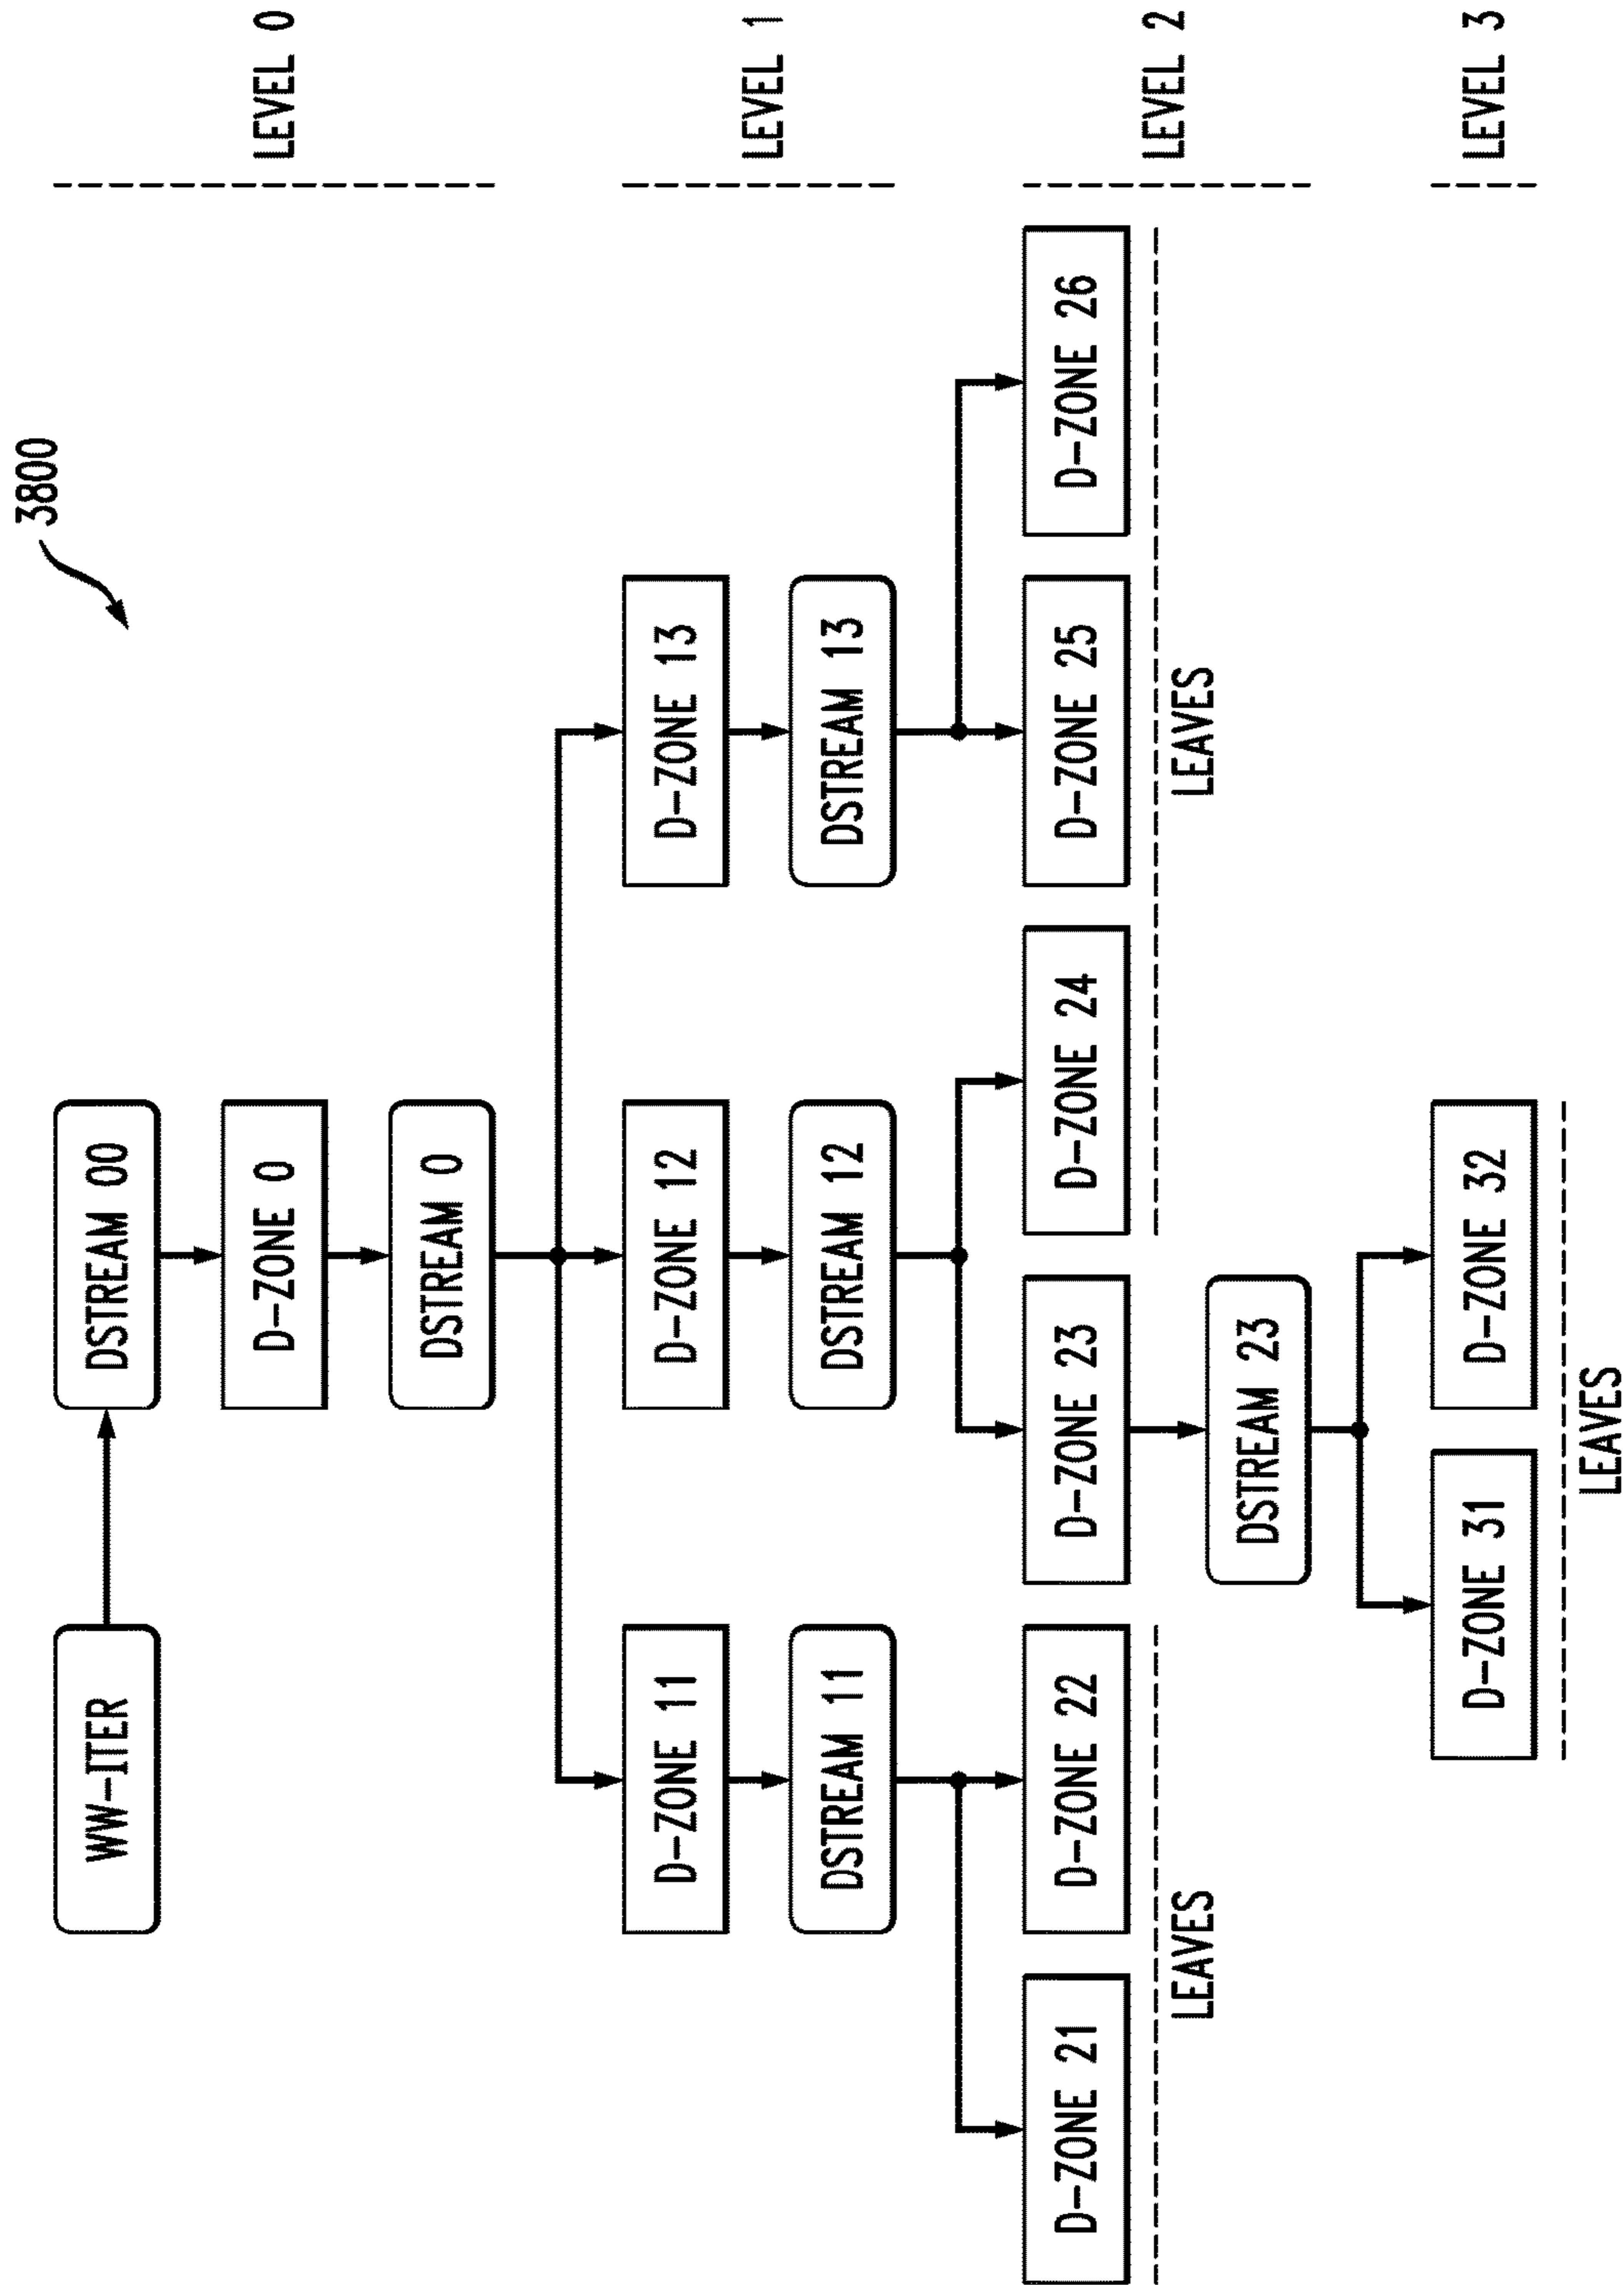 3800
WW-ITER
DSTREAM 00
D-ZONE 0
DSTREAM 0
LEVEL 0
D-ZONE 11
D-ZONE 12
D-ZONE 13
DSTREAM 11
DSTREAM 12
DSTREAM 13
LEVEL 1
D-ZONE 21
D-ZONE 22
D-ZONE 23
D-ZONE 24
D-ZONE 25
D-ZONE 26
LEAVES
LEAVES
DSTREAM 23
LEVEL 2
D-ZONE 31
D-ZONE 32
LEVEL 3
LEAVES